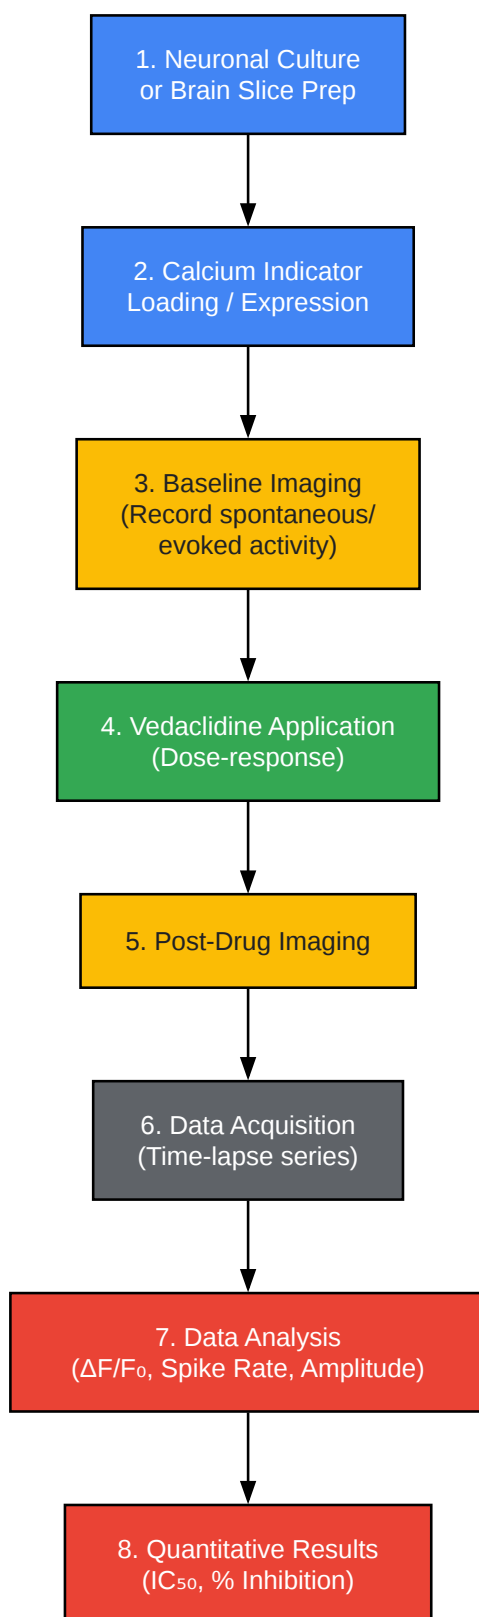 1. Neuronal Culture
or Brain Slice Prep
2. Calcium Indicator
Loading / Expression
3. Baseline Imaging
(Record spontaneous/
evoked activity)
4. Vedaclidine Application
(Dose-response)
5. Post-Drug Imaging
6. Data Acquisition
(Time-lapse series)
7. Data Analysis
(ΔF/F₀, Spike Rate, Amplitude)
8. Quantitative Results
(IC₅₀, % Inhibition)